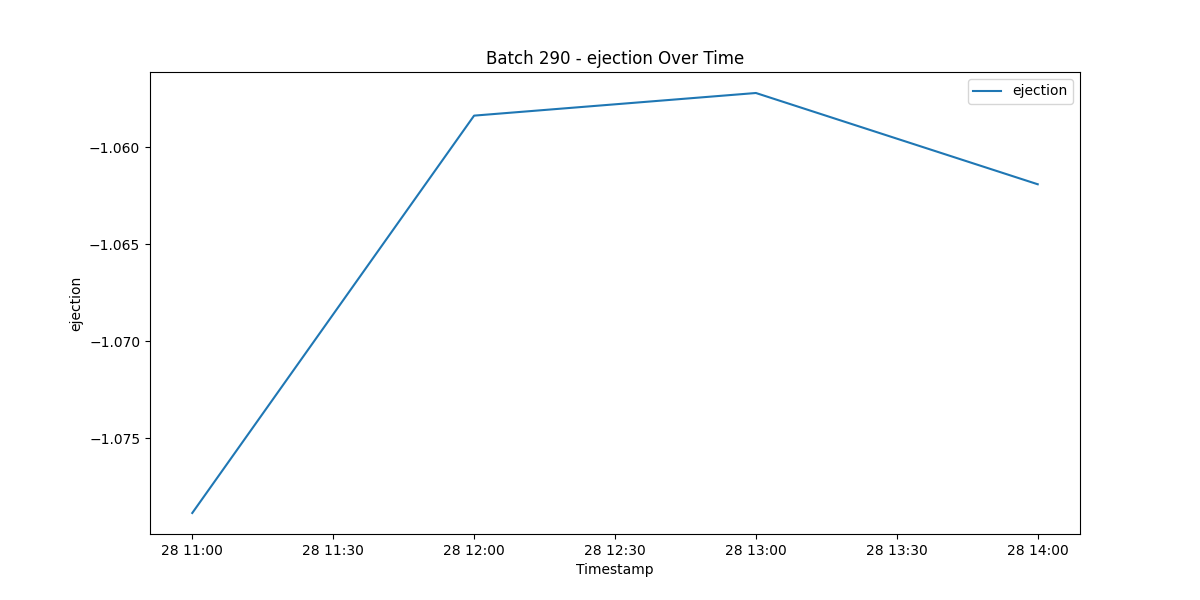 Batch 290 - ejection Over Time
ejection
−1.060
−1.065
−1.070
−1.075
ejection
28 11:00
28 11:30
28 12:00
28 12:30
28 13:00
28 13:30
28 14:00
Timestamp